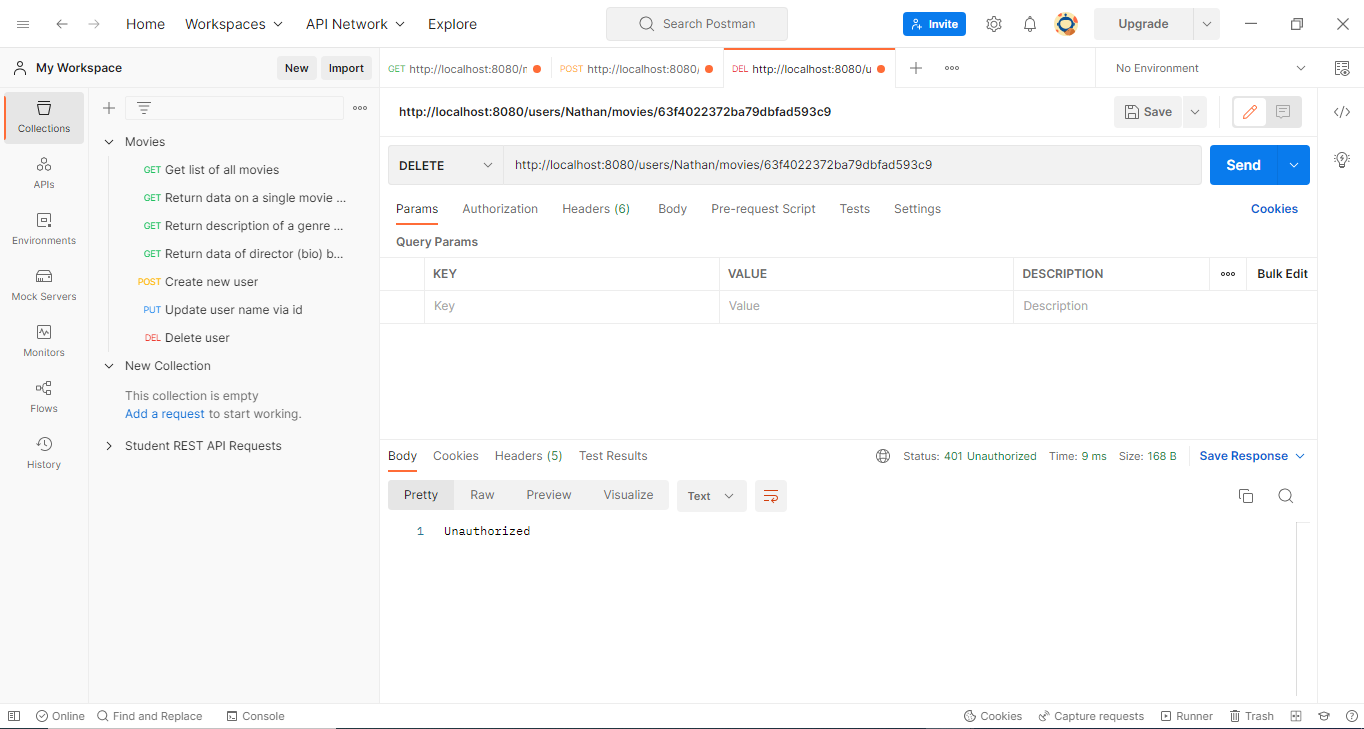 Home Workspaces API Network Explore Search Postman Invite Upgrade
My Workspace New Import
GET http://localhost:8080/ POST http://localhost:8080/ DEL http://localhost:8080/u No Environment
Collections
APIs
Environments
Mock Servers
Monitors
Flows
History
Movies
GET Get list of all movies
GET Return data on a single movie ...
GET Return description of a genre ...
GET Return data of director (bio) b...
POST Create new user
PUT Update user name via id
DEL Delete user
New Collection
This collection is empty
Add a request to start working.
Student REST API Requests
http://localhost:8080/users/Nathan/movies/63f4022372ba79dbfad593c9 Save
DELETE http://localhost:8080/users/Nathan/movies/63f4022372ba79dbfad593c9 Send
Params Authorization Headers (6) Body Pre-request Script Tests Settings Cookies
Query Params
KEY VALUE DESCRIPTION Bulk Edit
Key Value Description
Body Cookies Headers (5) Test Results Status: 401 Unauthorized Time: 9 ms Size: 168 B Save Response
Pretty Raw Preview Visualize Text
1 Unauthorized
Online Find and Replace Console Cookies Capture requests Runner Trash